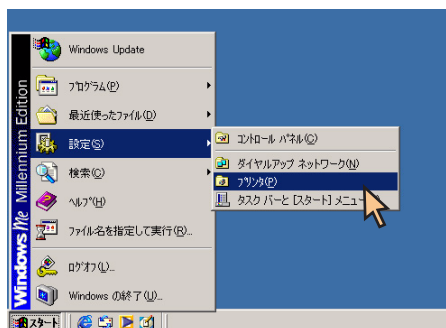 Windows Update
プログラム(P)
最近使ったファイル(D)
設定(S)
検索(C)
ヘルプ(H)
ファイル名を指定して実行(R)...
ログオフ(L)...
Windows の終了(U)...
コントロール パネル(C)
ダイヤルアップ ネットワーク(N)
プリンタ(P)
タスク バーと [スタート] メニュー
Windows Me Millennium Edition
スタート